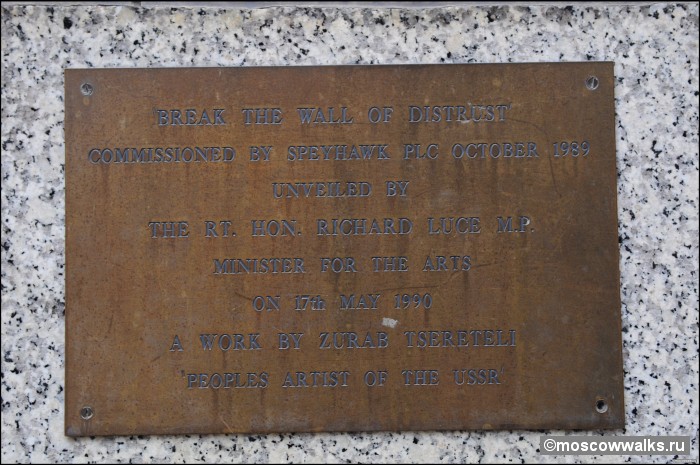 'BREAK THE WALL OF DISTRUST'
COMMISSIONED BY SPEYHAWK PLC OCTOBER 1989
UNVEILED BY
THE RT. HON. RICHARD LUCE M.P.
MINISTER FOR THE ARTS
ON 17th MAY 1990
A WORK BY ZURAB TSERETELI
'PEOPLES ARTIST OF THE USSR'
©moscowwalks.ru